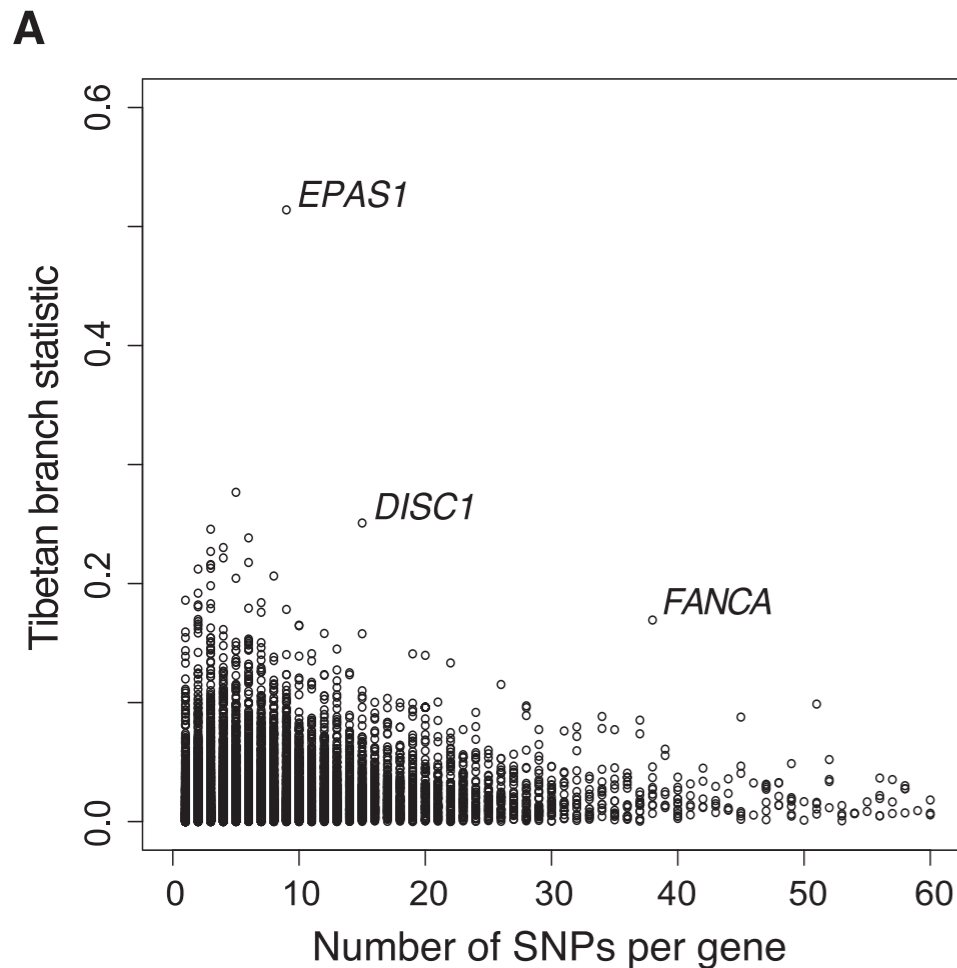 A
0.6
EPAS1
0.4
Tibetan branch statistic
DISC1
0.2
FANCA
0.0
0 10 20 30 40 50 60
Number of SNPs per gene